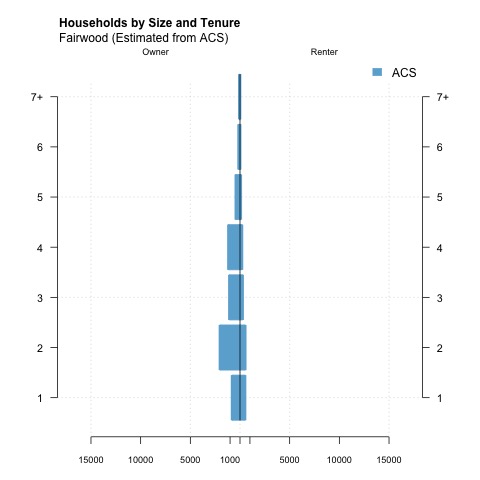 Households by Size and Tenure
Fairwood (Estimated from ACS)
Owner Renter
ACS
7+ 7+
6 6
5 5
4 4
3 3
2 2
1 1
15000 10000 5000 1000 5000 10000 15000